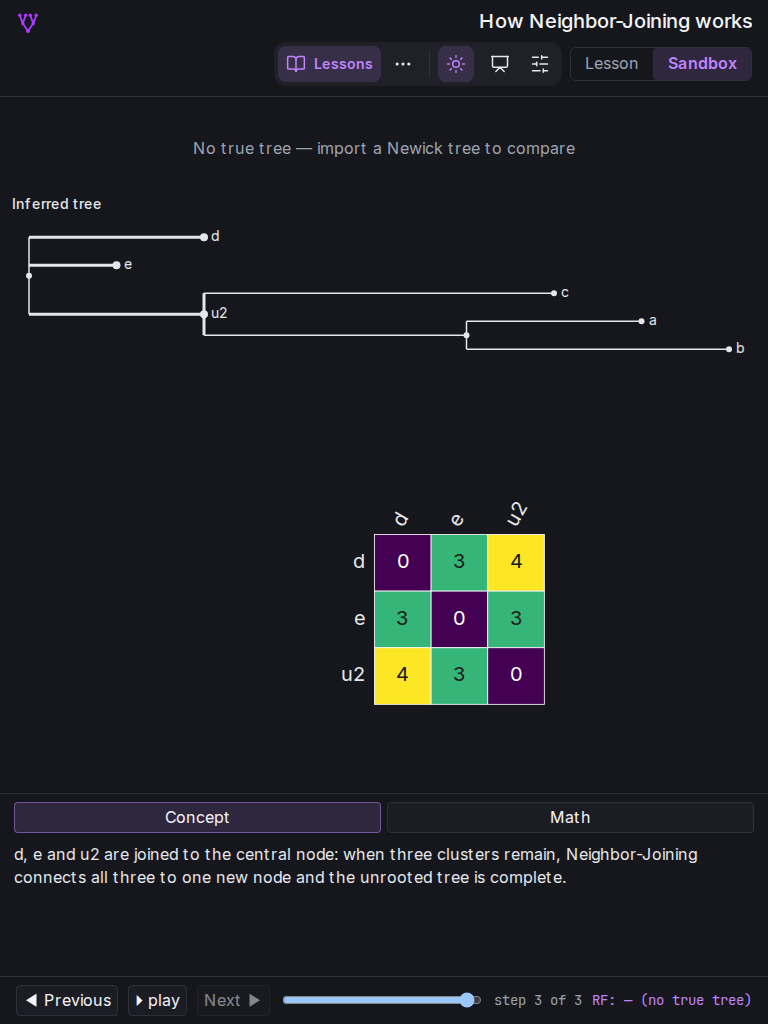 How Neighbor-Joining works
Lessons
Lesson
Sandbox
No true tree — import a Newick tree to compare
Inferred tree
d
e
c
u2
a
b
d e u2
d 0 3 4
e 3 0 3
u2 4 3 0
Concept
Math
d, e and u2 are joined to the central node: when three clusters remain, Neighbor-Joining
connects all three to one new node and the unrooted tree is complete.
Previous
play
Next
step 3 of 3
RF: — (no true tree)